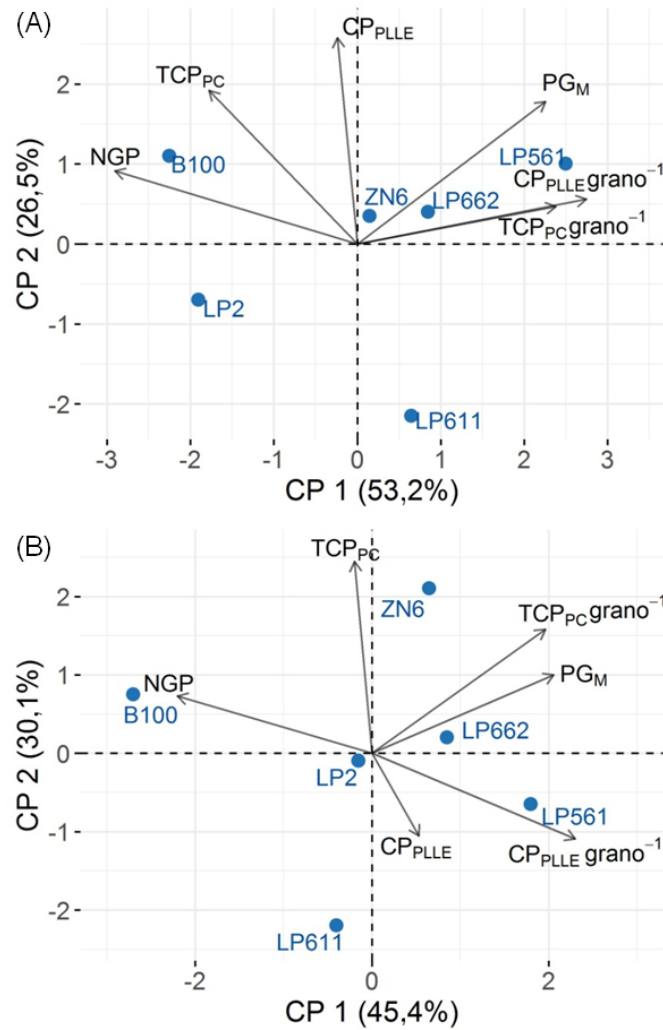 (A)
CP 2 (26,5%)
2
1
0
-1
-2
CP_PLLE
TCP_PC
PG_M
NGP
B100
LP561
CP_PLLE grano⁻¹
ZN6
LP662
TCP_PC grano⁻¹
LP2
LP611
-3
-2
-1
0
1
2
3
CP 1 (53,2%)
(B)
CP 2 (30,1%)
2
1
0
-1
-2
TCP_PC
ZN6
TCP_PC grano⁻¹
NGP
PG_M
B100
LP662
LP2
LP561
CP_PLLE
CP_PLLE grano⁻¹
LP611
-2
0
2
CP 1 (45,4%)